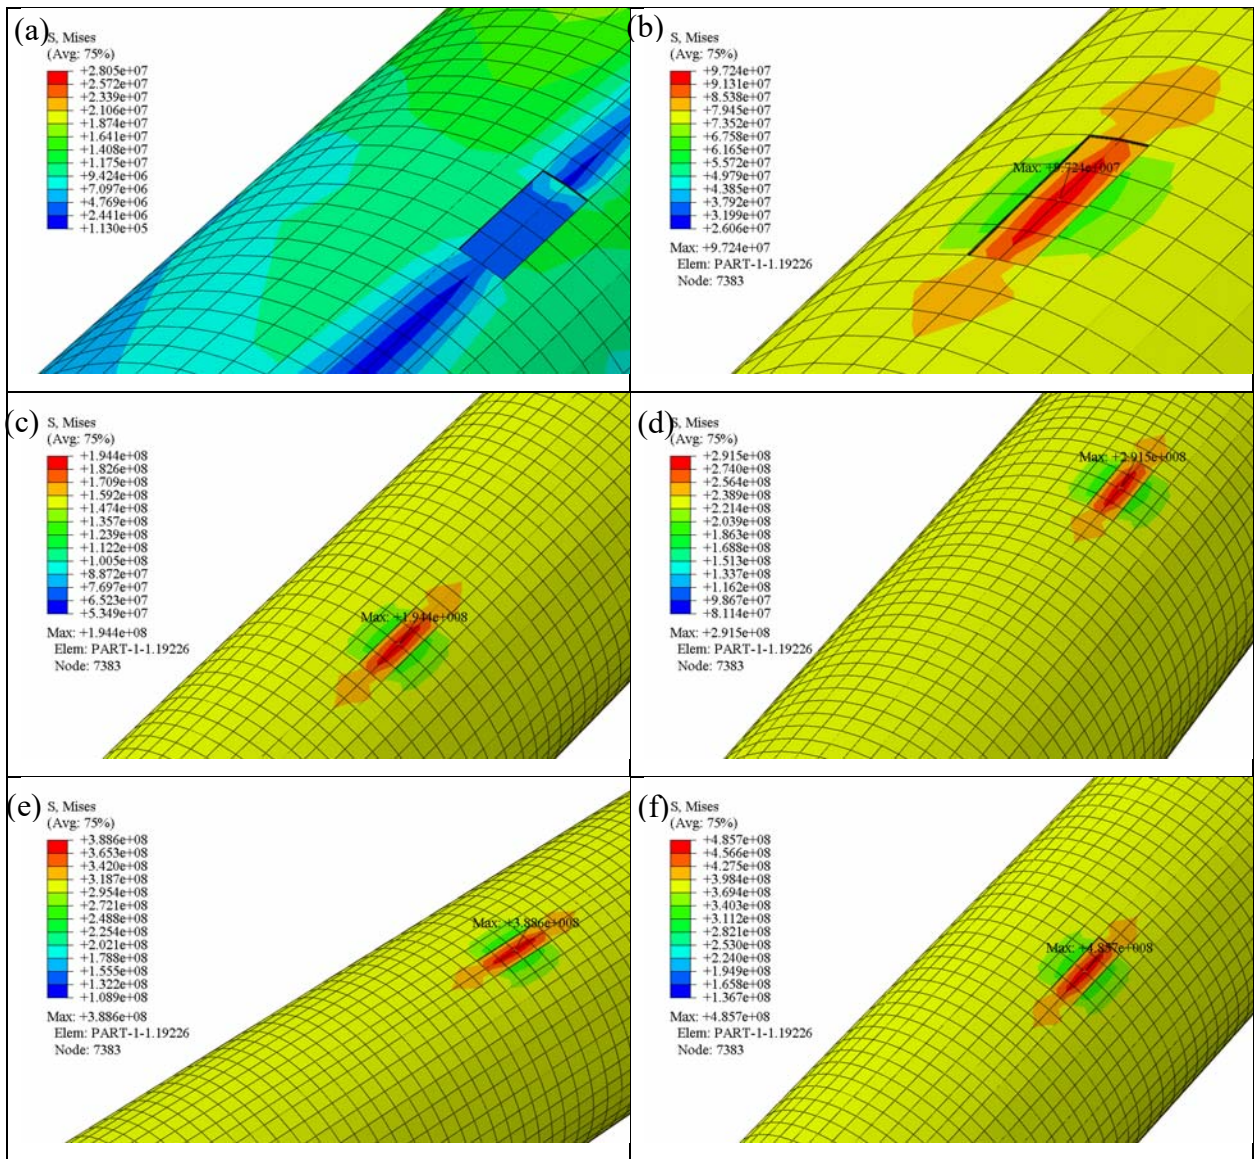 (a)
S, Mises
(Avg: 75%)
+2.805e+07
+2.572e+07
+2.339e+07
+2.106e+07
+1.874e+07
+1.641e+07
+1.408e+07
+1.175e+07
+9.424e+06
+7.097e+06
+4.769e+06
+2.441e+06
+1.130e+05
(b)
S, Mises
(Avg: 75%)
+9.724e+07
+9.131e+07
+8.538e+07
+7.945e+07
+7.352e+07
+6.758e+07
+6.165e+07
+5.572e+07
+4.979e+07
+4.385e+07
+3.792e+07
+3.199e+07
+2.606e+07
Max: +9.724e+07
Elem: PART-1-1.19226
Node: 7383
Max: +9.724e+007
(c)
S, Mises
(Avg: 75%)
+1.944e+08
+1.826e+08
+1.709e+08
+1.592e+08
+1.474e+08
+1.357e+08
+1.239e+08
+1.122e+08
+1.005e+08
+8.872e+07
+7.697e+07
+6.523e+07
+5.349e+07
Max: +1.944e+08
Elem: PART-1-1.19226
Node: 7383
Max: +1.944e+008
(d)
S, Mises
(Avg: 75%)
+2.915e+08
+2.740e+08
+2.564e+08
+2.389e+08
+2.214e+08
+2.039e+08
+1.863e+08
+1.688e+08
+1.513e+08
+1.337e+08
+1.162e+08
+9.867e+07
+8.114e+07
Max: +2.915e+08
Elem: PART-1-1.19226
Node: 7383
Max: +2.915e+008
(e)
S, Mises
(Avg: 75%)
+3.886e+08
+3.653e+08
+3.420e+08
+3.187e+08
+2.954e+08
+2.721e+08
+2.488e+08
+2.254e+08
+2.021e+08
+1.788e+08
+1.555e+08
+1.322e+08
+1.089e+08
Max: +3.886e+08
Elem: PART-1-1.19226
Node: 7383
Max: +3.886e+008
(f)
S, Mises
(Avg: 75%)
+4.857e+08
+4.566e+08
+4.275e+08
+3.984e+08
+3.694e+08
+3.403e+08
+3.112e+08
+2.821e+08
+2.530e+08
+2.240e+08
+1.949e+08
+1.658e+08
+1.367e+08
Max: +4.857e+08
Elem: PART-1-1.19226
Node: 7383
Max: +4.857e+008